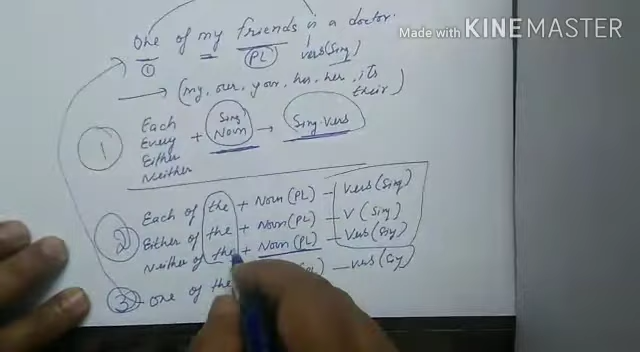 Made with KINEMASTER
One of my friends is a doctor.
① (PL) verb (Sing)
(my, our, your, his, her, its
their)
Sing
1 Each + Noun → Sing. Verb
Every
Either
Neither
Each of the + Noun (PL) - verb (Sing)
2 Either of the + Noun (PL) - V (Sing)
Neither of the + Noun (PL) - Verb (Sing)
3 - one of the - verb (Sing)